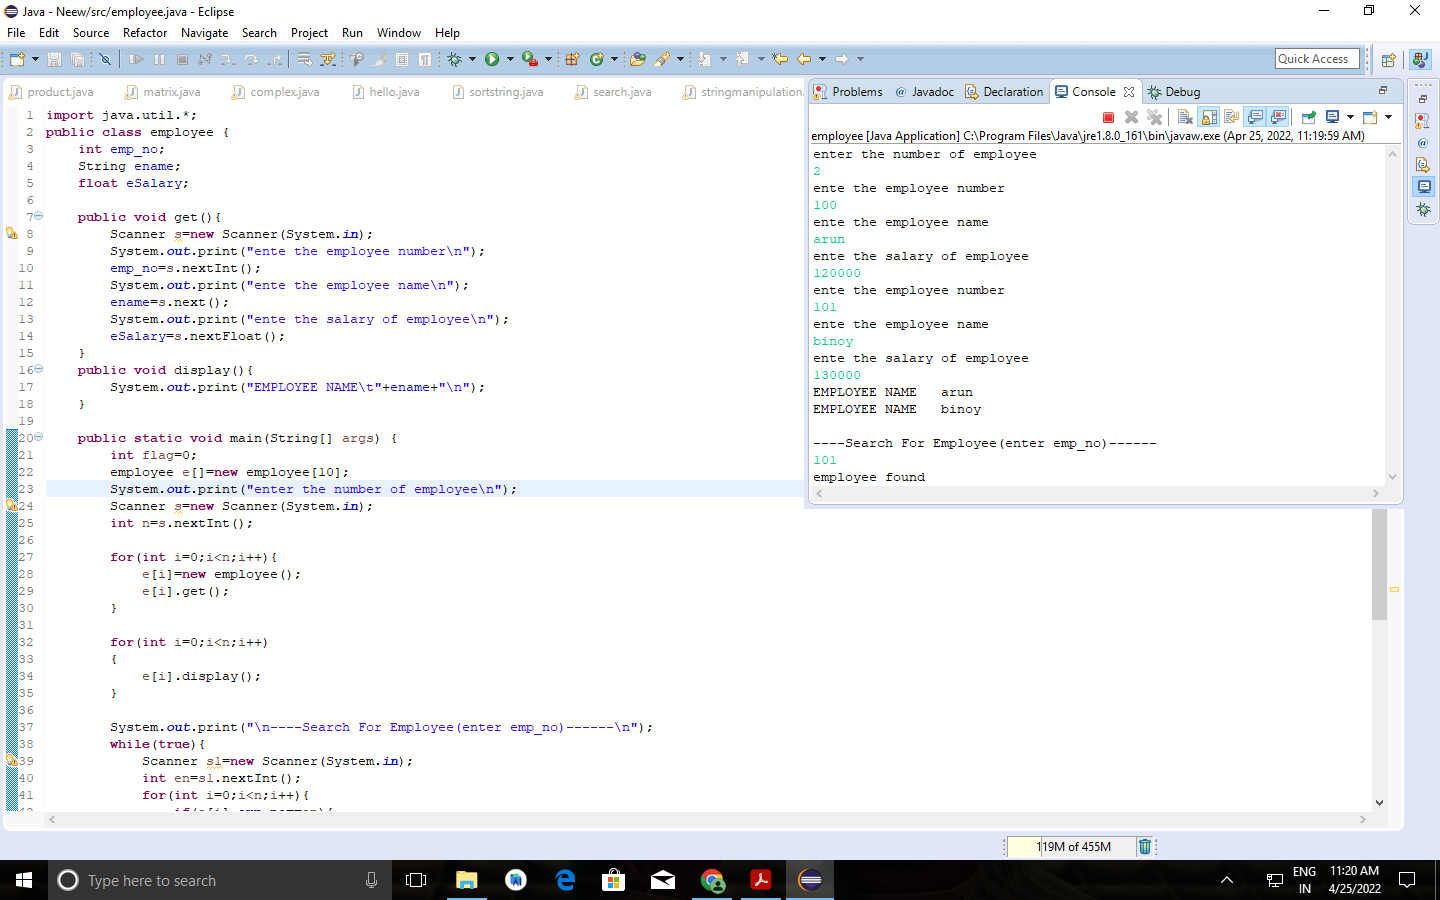 Java - Neew/src/employee.java - Eclipse
File Edit Source Refactor Navigate Search Project Run Window Help
Quick Access
product.java matrix.java complex.java hello.java sortstring.java search.java stringmanipulation.
1 import java.util.*;
2 public class employee {
3 int emp_no;
4 String ename;
5 float eSalary;
6
7 public void get(){
8 Scanner s=new Scanner(System.in);
9 System.out.print("ente the employee number\n");
10 emp_no=s.nextInt();
11 System.out.print("ente the employee name\n");
12 ename=s.next();
13 System.out.print("ente the salary of employee\n");
14 eSalary=s.nextFloat();
15 }
16 public void display(){
17 System.out.print("EMPLOYEE NAME\t"+ename+"\n");
18 }
19
20 public static void main(String[] args) {
21 int flag=0;
22 employee e[]=new employee[10];
23 System.out.print("enter the number of employee\n");
24 Scanner s=new Scanner(System.in);
25 int n=s.nextInt();
26
27 for(int i=0;i<n;i++){
28 e[i]=new employee();
29 e[i].get();
30 }
31
32 for(int i=0;i<n;i++)
33 {
34 e[i].display();
35 }
36
37 System.out.print("\n----Search For Employee(enter emp_no)------\n");
38 while(true){
39 Scanner s1=new Scanner(System.in);
40 int en=s1.nextInt();
41 for(int i=0;i<n;i++){
Problems @ Javadoc Declaration Console Debug
employee [Java Application] C:\Program Files\Java\jre1.8.0_161\bin\javaw.exe (Apr 25, 2022, 11:19:59 AM)
enter the number of employee
2
ente the employee number
100
ente the employee name
arun
ente the salary of employee
120000
ente the employee number
101
ente the employee name
binoy
ente the salary of employee
130000
EMPLOYEE NAME arun
EMPLOYEE NAME binoy

----Search For Employee(enter emp_no)------
101
employee found
119M of 455M
Type here to search
ENG
IN
11:20 AM
4/25/2022